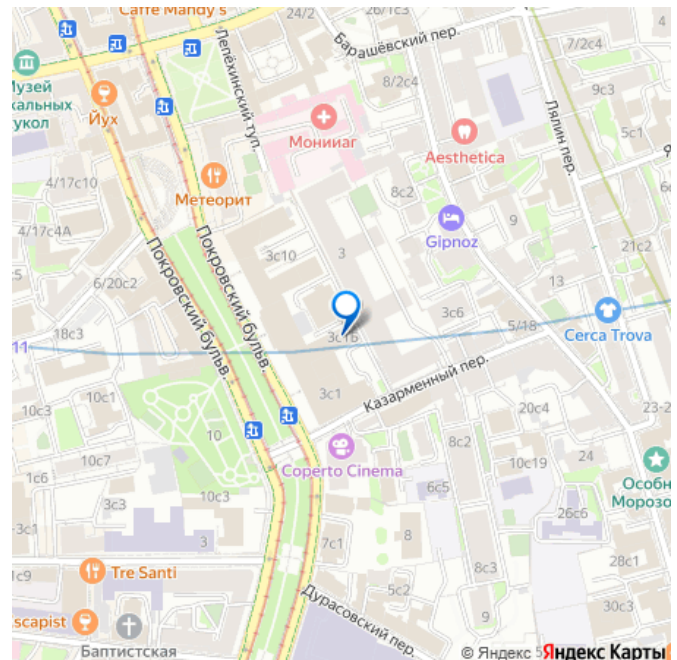 Caffe Mandy's
24/2
26/1с3
Барашёвский пер.
7/2с4
Музей
кальных
укол
Йух
Лепёхинский туп.
8/2с4
9с3
Лялин пер.
5с1
Мониаг
Aesthetica
4/17с10
Метеорит
8с2
Gipnoz
9
21с2
4/17с4А
Покровский бульв.
Покровский бульв.
3с10
3
6/20с2
13
3с6
5/18
Cerca Trova
18с3
11
3с1Б
Казарменный пер.
10с3
10с1
3с1
20с4
23-2
10
Coperto Cinema
8с2
24
10с7
10с19
1с6
10с3
6с5
Особн
Морозо
3с3
26с6
3с1
3
7с1
8
1с9
Tre Santi
28с1
8с3
5с2
Дурасовский пер.
30с3
scapist
9
Баптистская
© Яндекс
5
Яндекс Карты